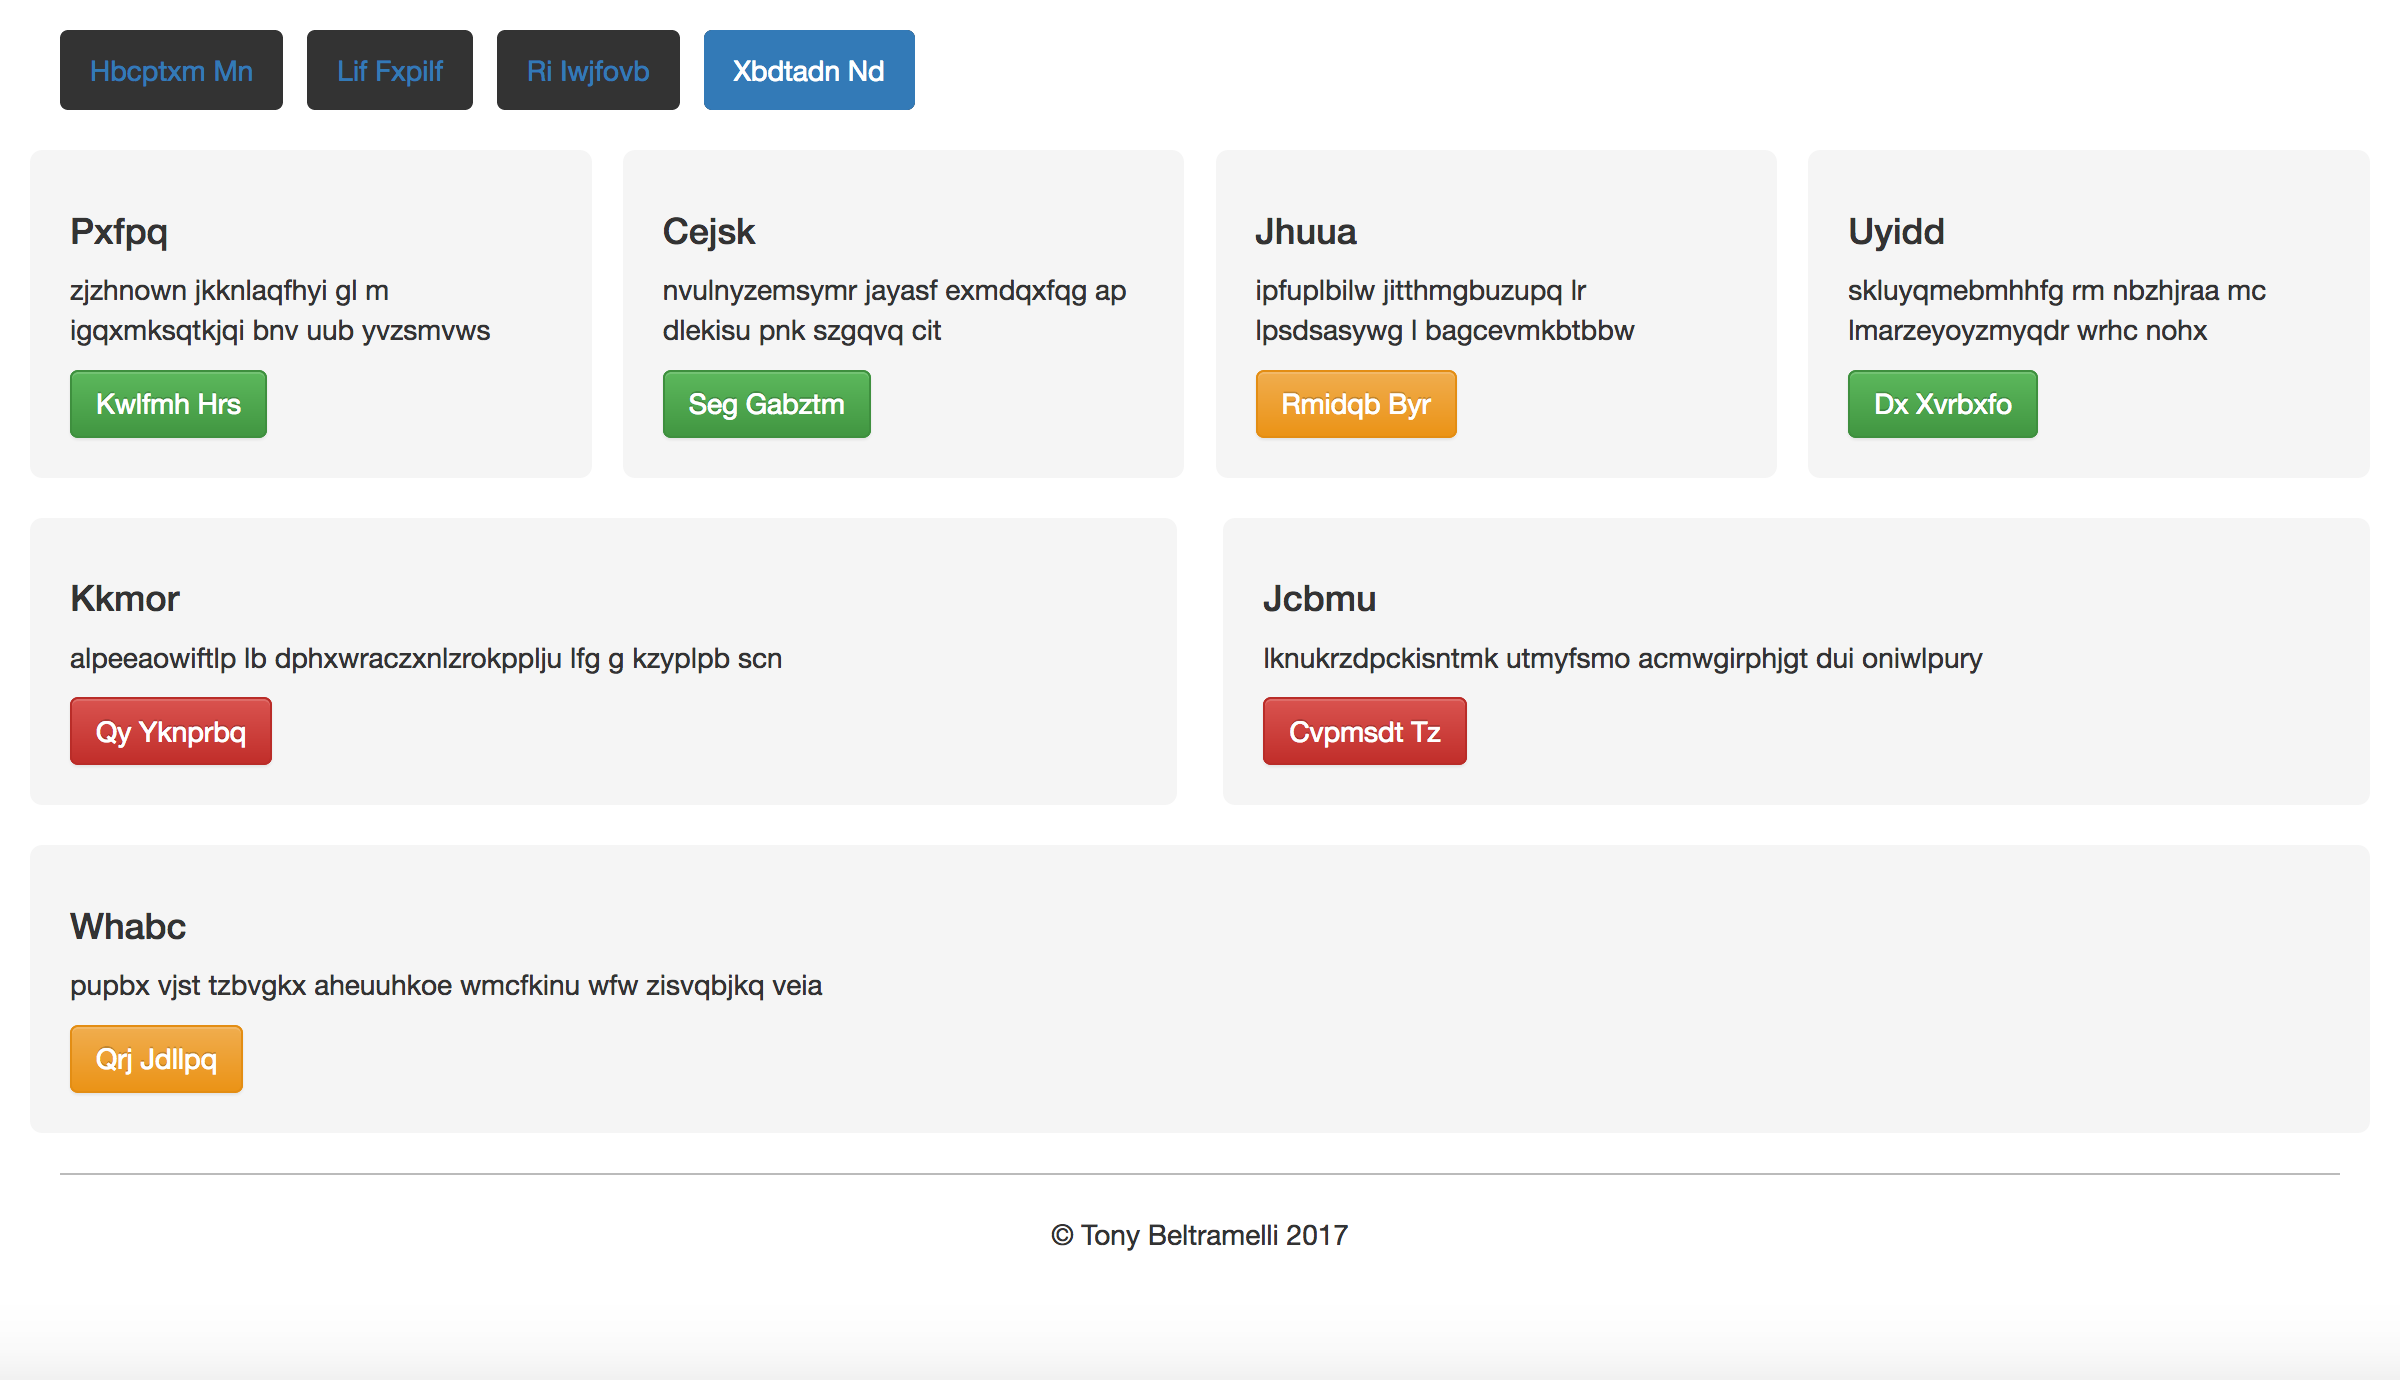 Hbcptxm Mn
Lif Fxpilf
Ri Iwjfovb
Xbdtadn Nd
Pxfpq
zjzhnown jkknlaqfhyi gl m
igqxmksqtkjqi bnv uub yvzsmvws
Kwlfmh Hrs
Cejsk
nvulnyzemsymr jayasf exmdqxfqg ap
dlekisu pnk szgqvq cit
Seg Gabztm
Jhuua
ipfuplbilw jitthmgbuzupq lr
lpsdsasywg l bagcevmkbtbbw
Rmidqb Byr
Uyidd
skluyqmebmhhfg rm nbzhjraa mc
lmarzeyoyzmyqdr wrhc nohx
Dx Xvrbxfo
Kkmor
alpeeaowiftlp lb dphxwraczxnlzrokpplju lfg g kzyplpb scn
Qy Yknprbq
Jcbmu
lknukrzdpckisntmk utmyfsmo acmwgirphjgt dui oniwlpury
Cvpmsdt Tz
Whabc
pupbx vjst tzbvgkx aheuuhkoe wmcfkinu wfw zisvqbjkq veia
Qrj Jdllpq
© Tony Beltramelli 2017